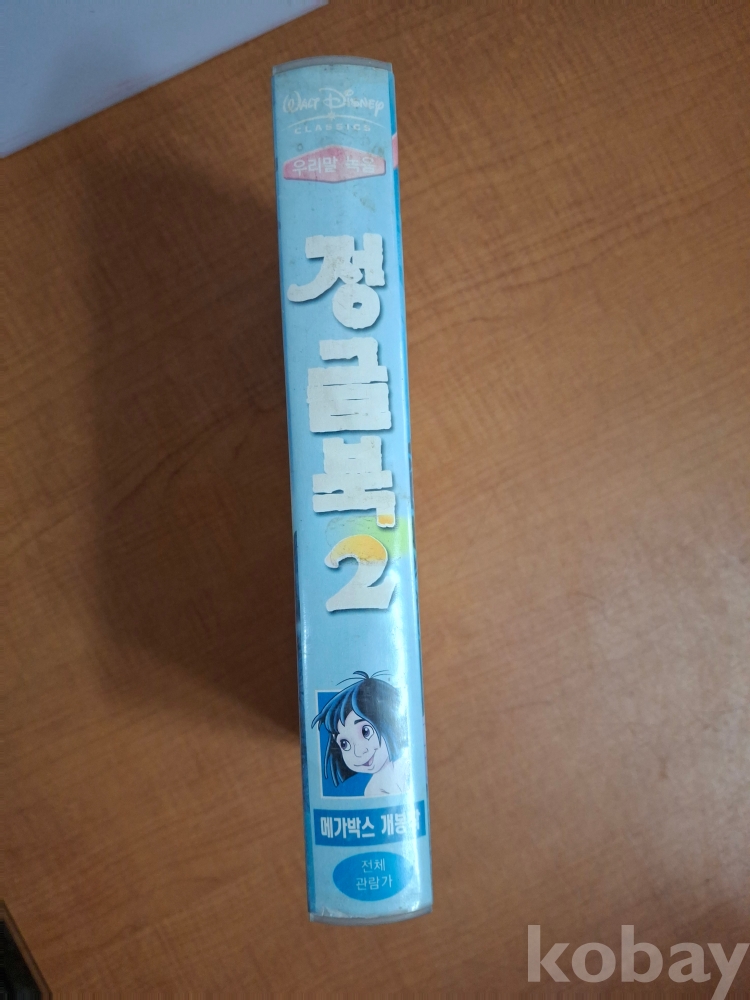 WALT DISNEY
CLASSICS
우리말 녹음
정글북
2
메가박스 개봉작
전체
관람가
kobay